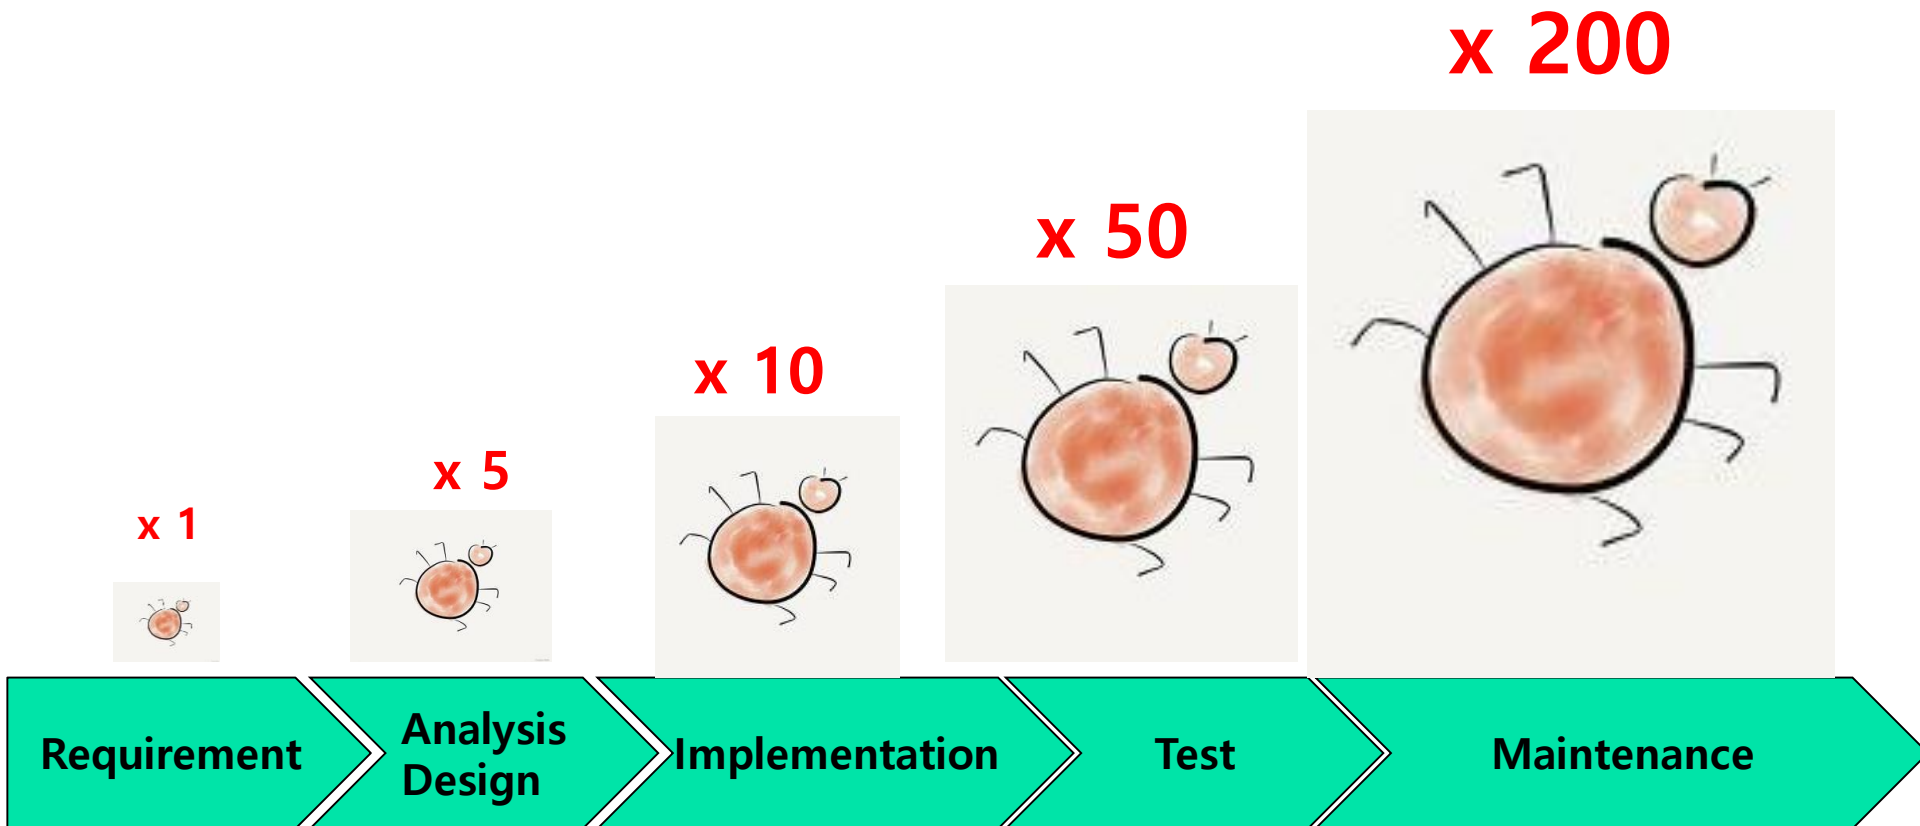 x 200
x 50
x 10
x 5
x 1
Requirement
Analysis
Design
Implementation
Test
Maintenance